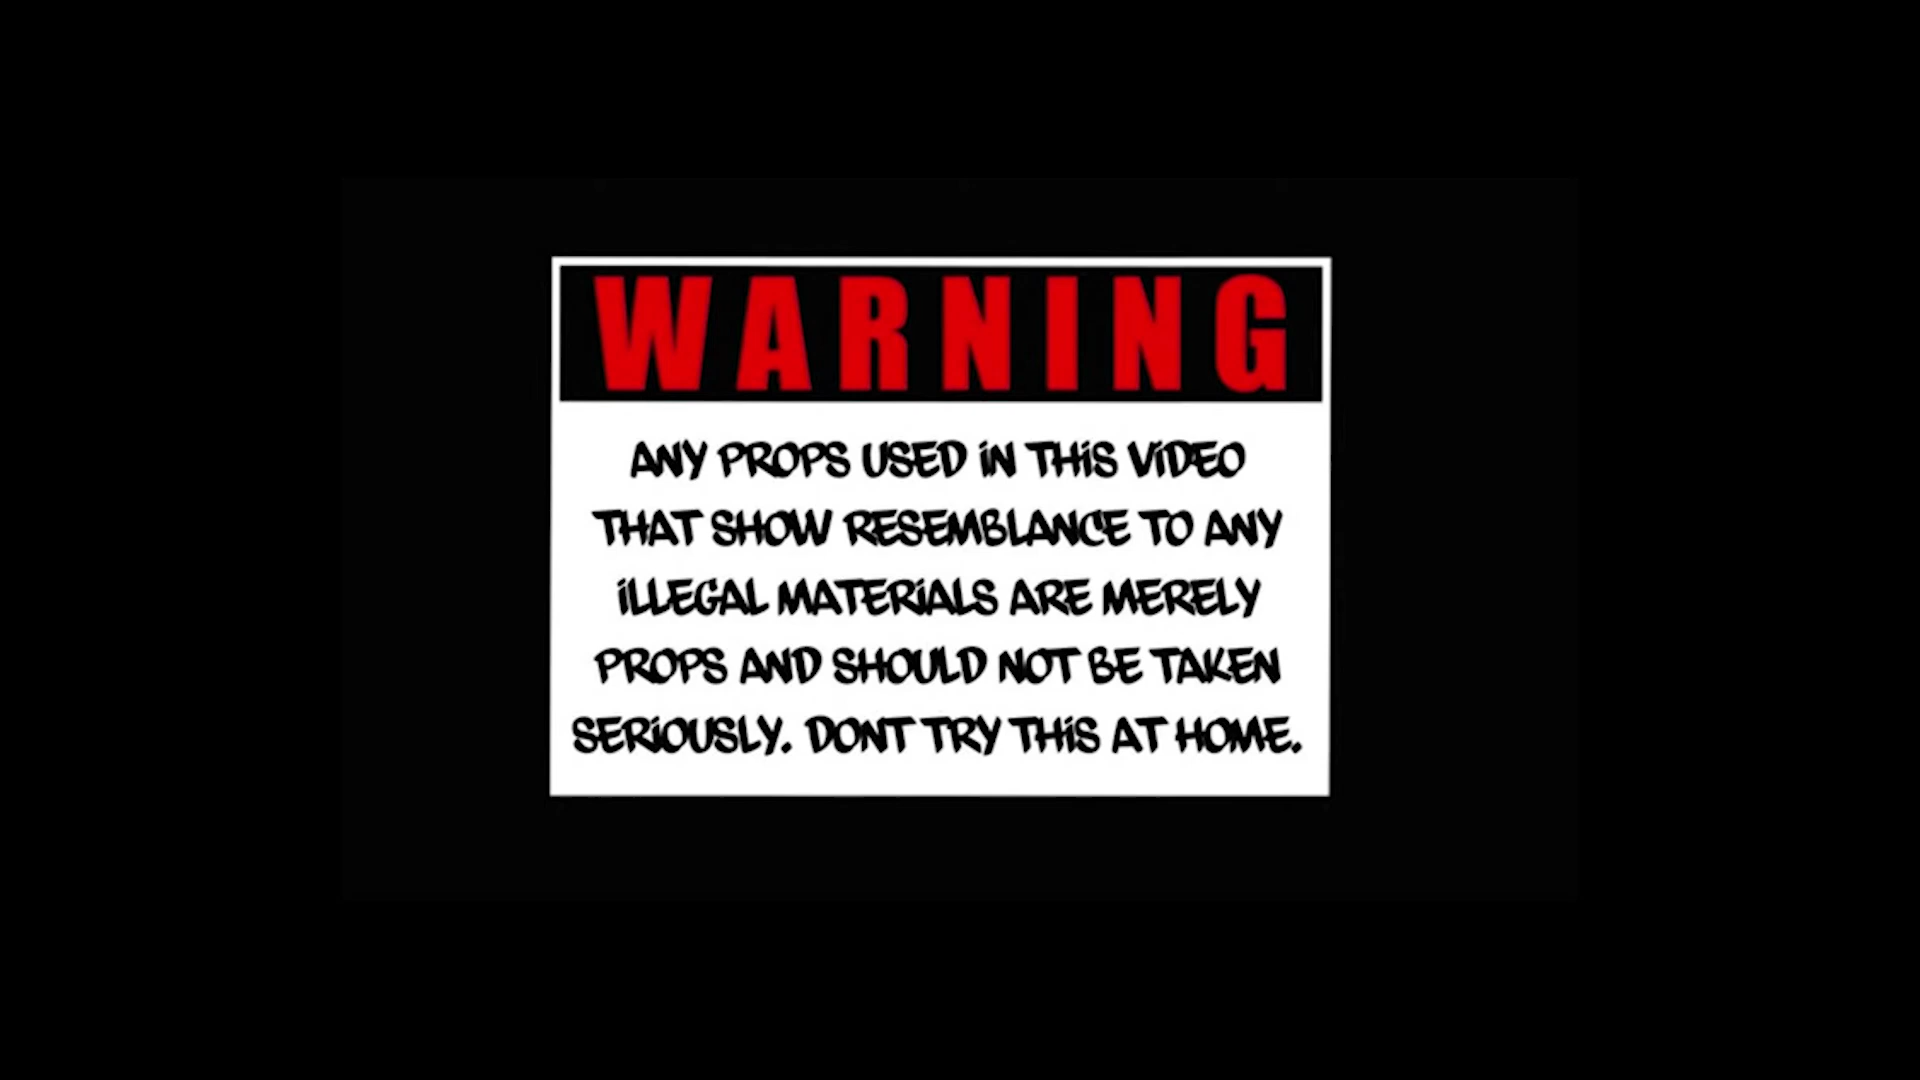 WARNING
ANY PROPS USED iN THiS ViDEO
THAT SHOW RESEMBLANCE TO ANY
iLLEGAL MATERiALS ARE MERELY
PROPS AND SHOULD NOT BE TAKEN
SERiOUSLY. DONT TRY THiS AT HOME.